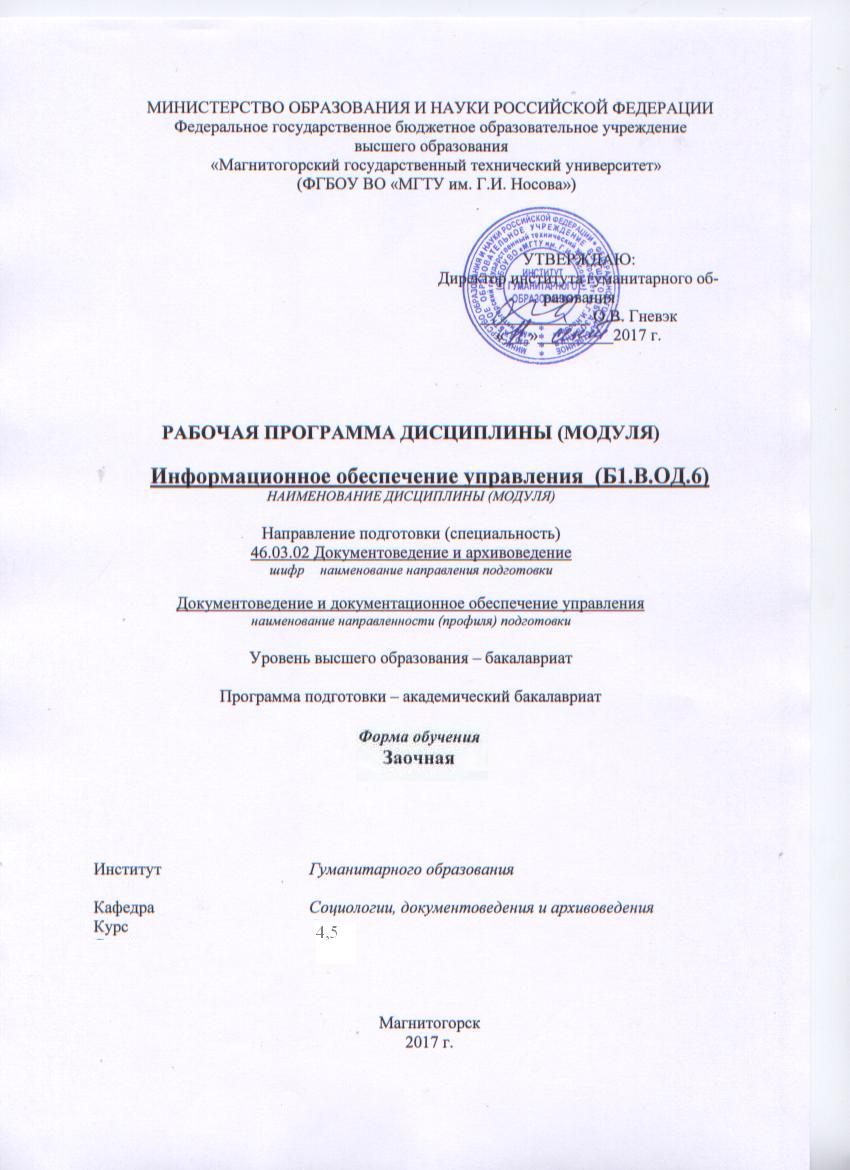 МИНИСТЕРСТВО ОБРАЗОВАНИЯ И НАУКИ РОССИЙСКОЙ ФЕДЕРАЦИИ
Федеральное государственное бюджетное образовательное учреждение
высшего образования
«Магнитогорский государственный технический университет»
(ФГБОУ ВО «МГТУ им. Г.И. Носова»)
УТВЕРЖДАЮ:
Директор института гуманитарного об-
разования
О.В. Гневэк
2017 г.
ИНСТИТУТ
ГУМАНИТАРНОГО
ОБРАЗОВАНИЯ
РАБОЧАЯ ПРОГРАММА ДИСЦИПЛИНЫ (МОДУЛЯ)
Информационное обеспечение управления (Б1.В.ОД.6)
НАИМЕНОВАНИЕ ДИСЦИПЛИНЫ (МОДУЛЯ)
Направление подготовки (специальность)
46.03.02 Документоведение и архивоведение
шифр наименование направления подготовки
Документоведение и документационное обеспечение управления
наименование направленности (профиля) подготовки
Уровень высшего образования – бакалавриат
Программа подготовки – академический бакалавриат
Форма обучения
Заочная
Институт Гуманитарного образования
Кафедра Социологии, документоведения и архивоведения
Курс 4,5
Магнитогорск
2017 г.